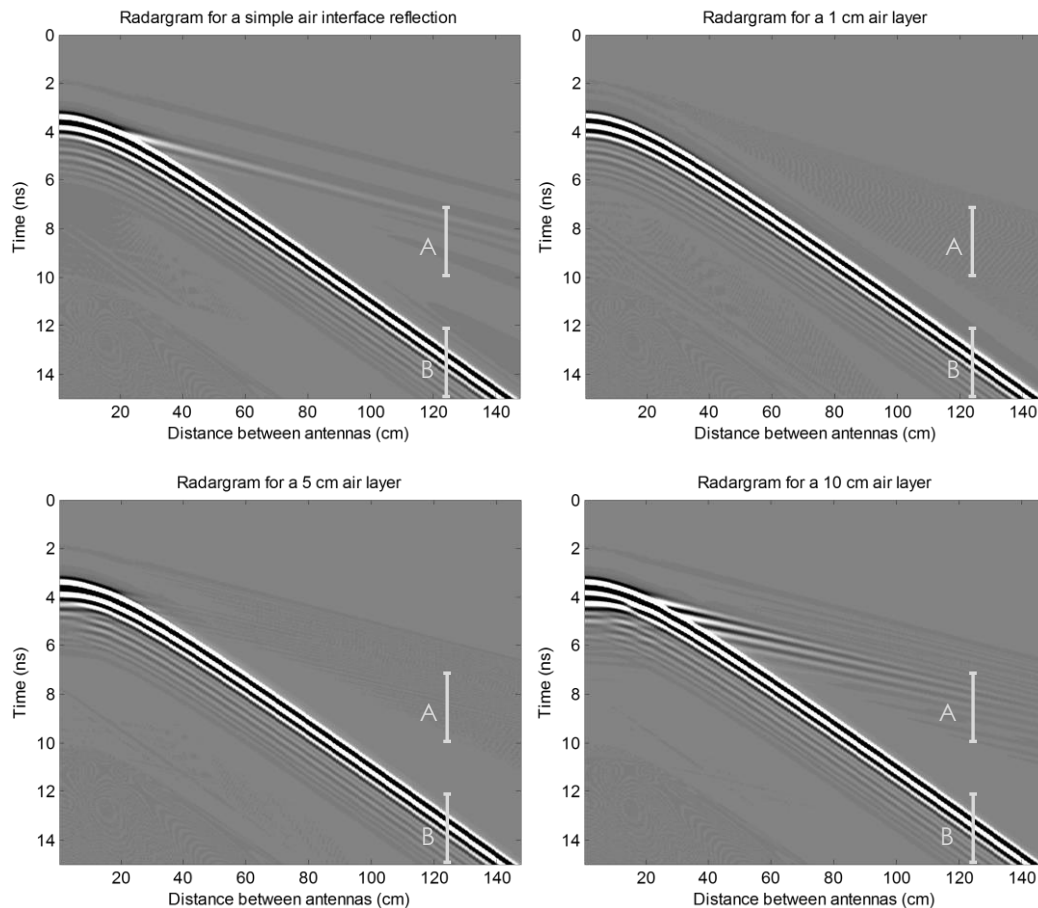 Radargram for a simple air interface reflection
0
2
4
6
8
10
12
14
Time (ns)
A
B
20 40 60 80 100 120 140
Distance between antennas (cm)
Radargram for a 1 cm air layer
0
2
4
6
8
10
12
14
Time (ns)
A
B
20 40 60 80 100 120 140
Distance between antennas (cm)
Radargram for a 5 cm air layer
0
2
4
6
8
10
12
14
Time (ns)
A
B
20 40 60 80 100 120 140
Distance between antennas (cm)
Radargram for a 10 cm air layer
0
2
4
6
8
10
12
14
Time (ns)
A
B
20 40 60 80 100 120 140
Distance between antennas (cm)